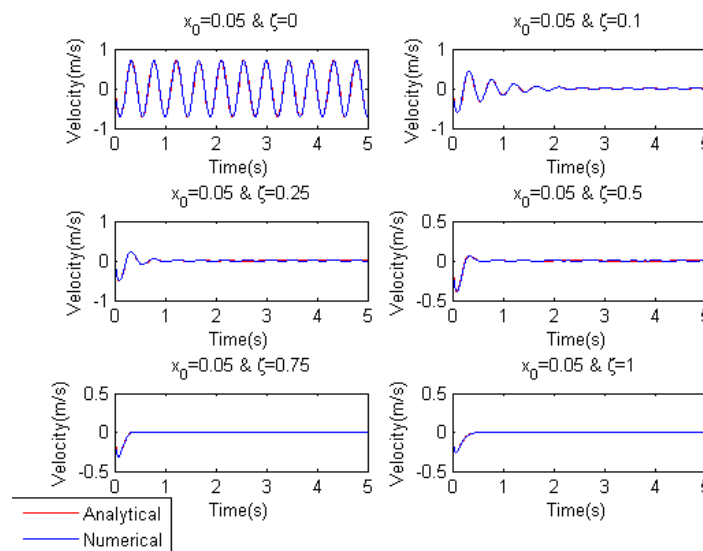 x₀=0.05 & ζ=0
x₀=0.05 & ζ=0.1
Velocity(m/s)
1
0
-1
0 1 2 3 4 5
Time(s)
Velocity(m/s)
1
0
-1
0 1 2 3 4 5
Time(s)
x₀=0.05 & ζ=0.25
x₀=0.05 & ζ=0.5
Velocity(m/s)
1
0
-1
0 1 2 3 4 5
Time(s)
Velocity(m/s)
0.5
0
-0.5
0 1 2 3 4 5
Time(s)
x₀=0.05 & ζ=0.75
x₀=0.05 & ζ=1
Velocity(m/s)
0.5
0
-0.5
0 1 2 3 4 5
Time(s)
Velocity(m/s)
0.5
0
-0.5
0 1 2 3 4 5
Time(s)
Analytical
Numerical